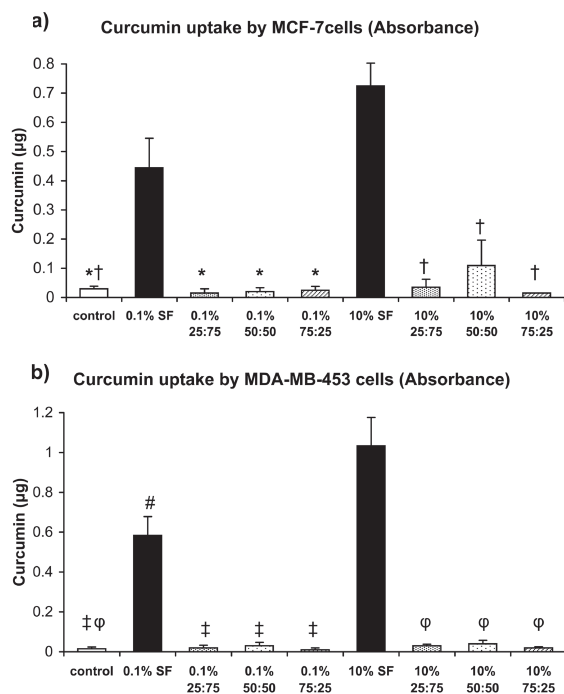 a)
Curcumin uptake by MCF-7cells (Absorbance)
Curcumin (µg)
0.8
0.7
0.6
0.5
0.4
0.3
0.2
0.1
0
*† * * * † † †
control 0.1% SF 0.1% 0.1% 0.1% 10% SF 10% 10% 10%
25:75 50:50 75:25 25:75 50:50 75:25
b)
Curcumin uptake by MDA-MB-453 cells (Absorbance)
Curcumin (µg)
1.2
1
0.8
0.6
0.4
0.2
0
‡φ # ‡ ‡ ‡ φ φ φ
control 0.1% SF 0.1% 0.1% 0.1% 10% SF 10% 10% 10%
25:75 50:50 75:25 25:75 50:50 75:25